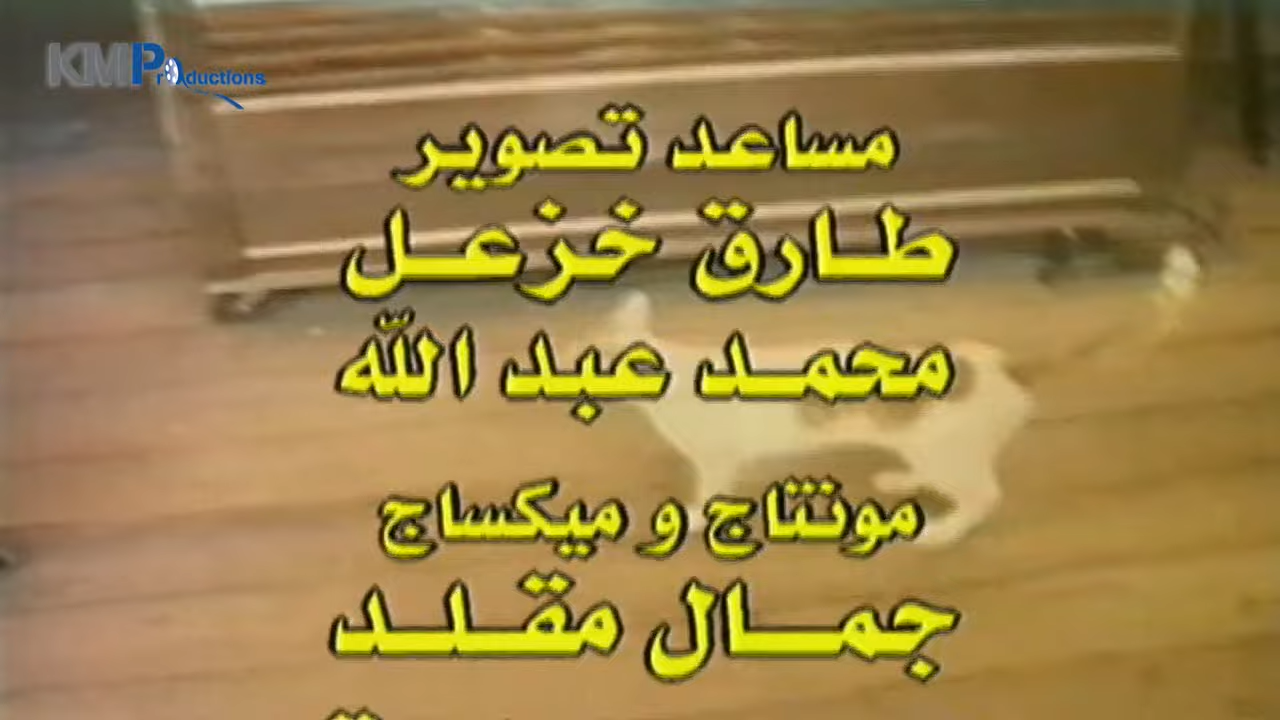 KMProductions
مساعد تصوير
طارق خزعل
محمد عبد الله
مونتاج و ميكساج
جمال مقلد